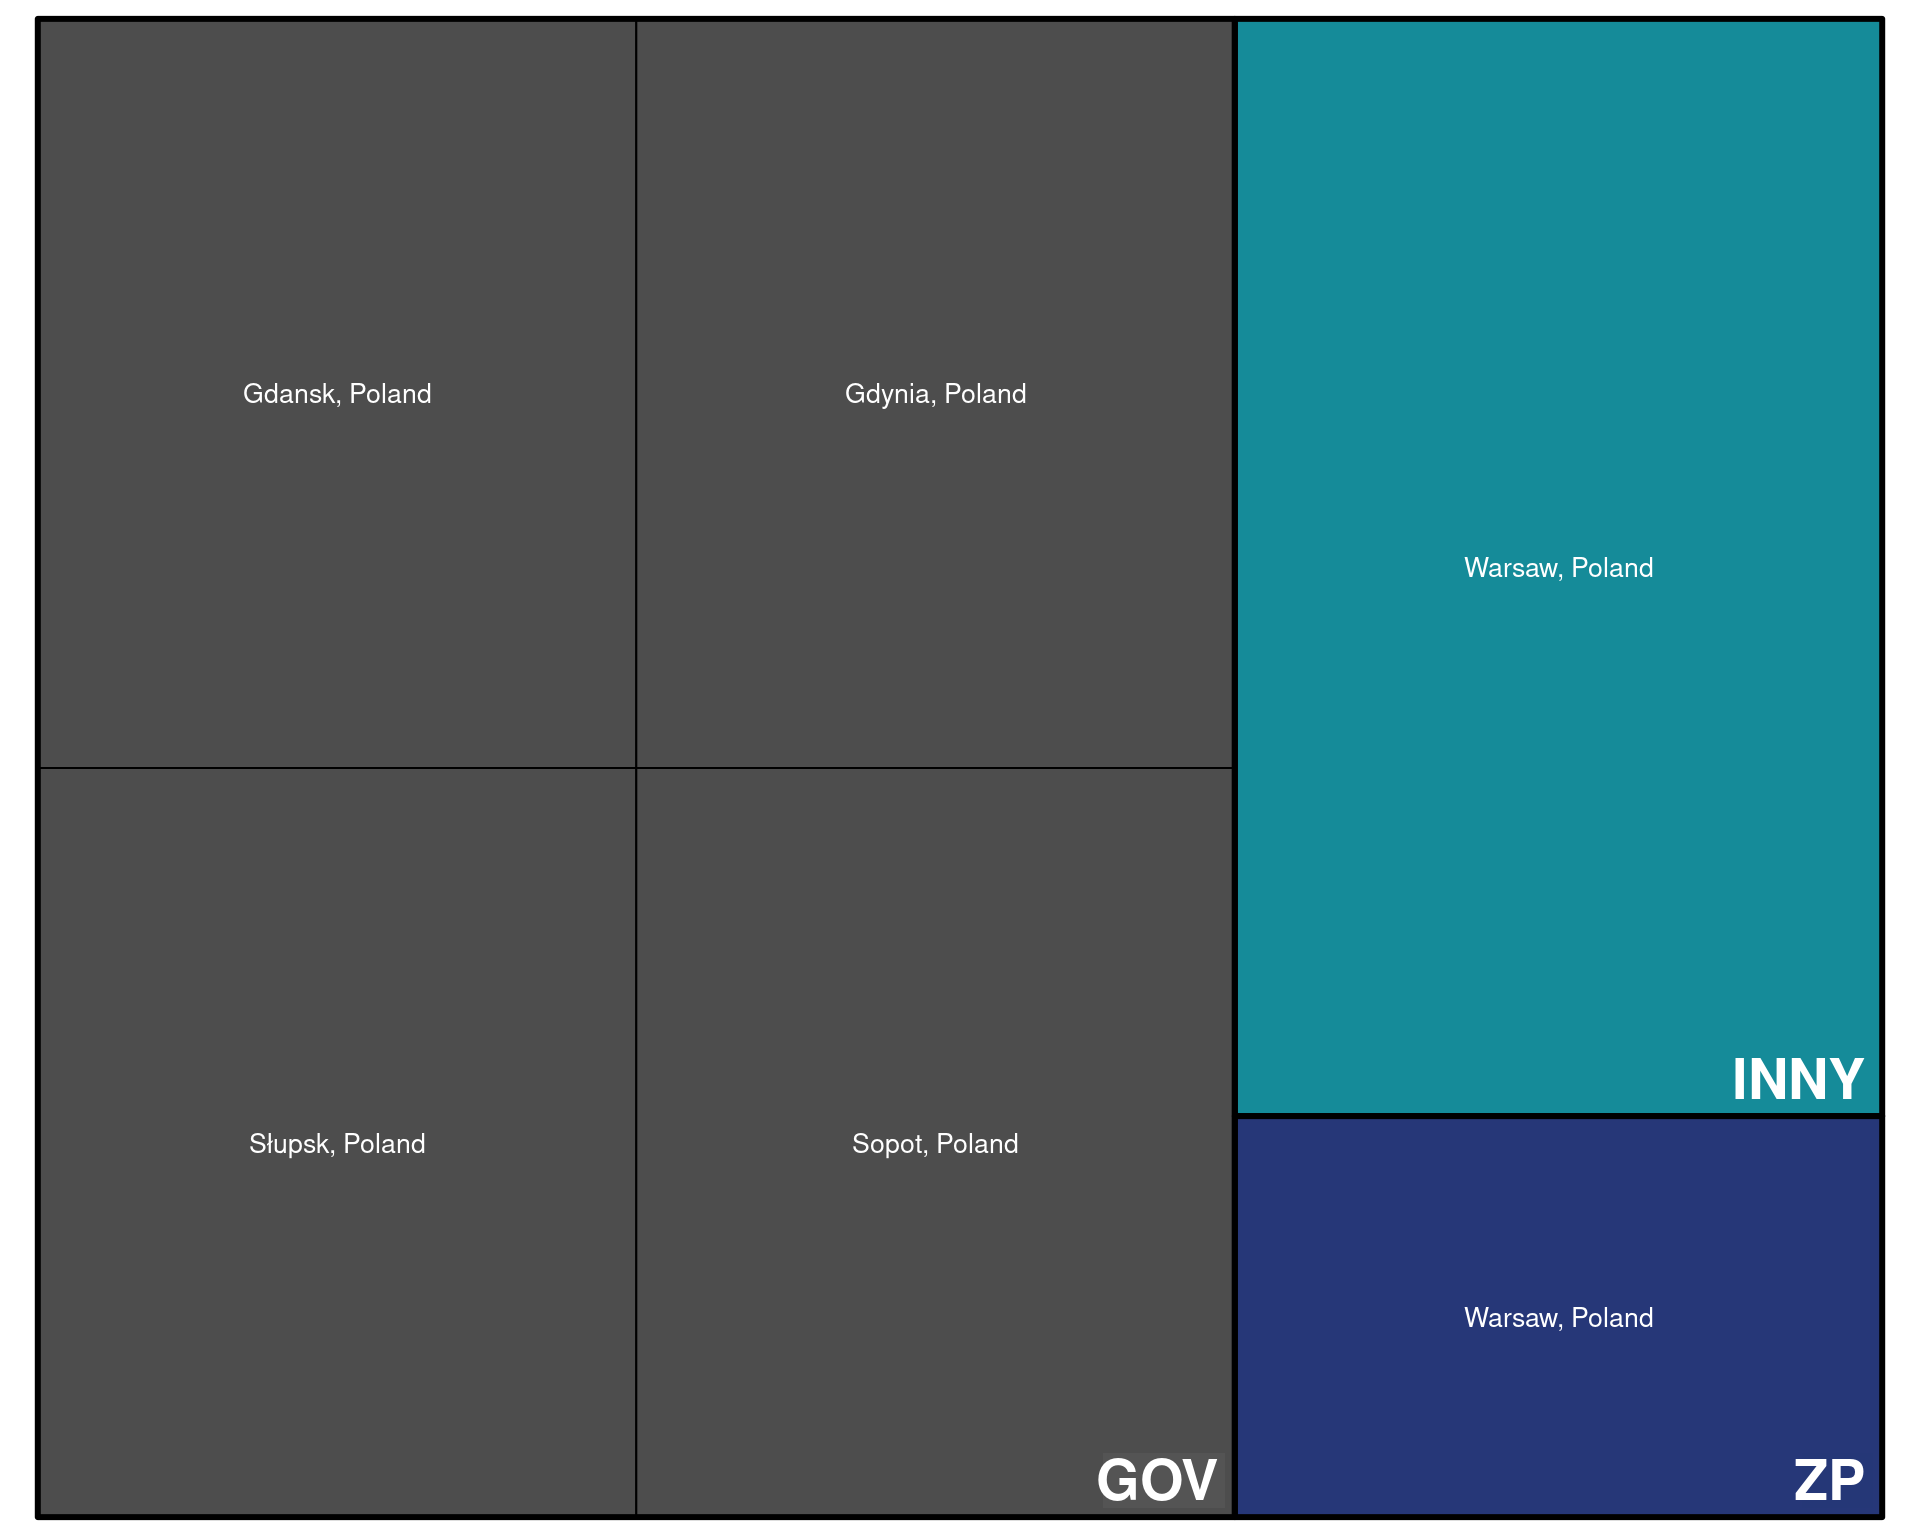 Gdansk, Poland
Gdynia, Poland
Warsaw, Poland
INNY
Słupsk, Poland
Sopot, Poland
GOV
Warsaw, Poland
ZP